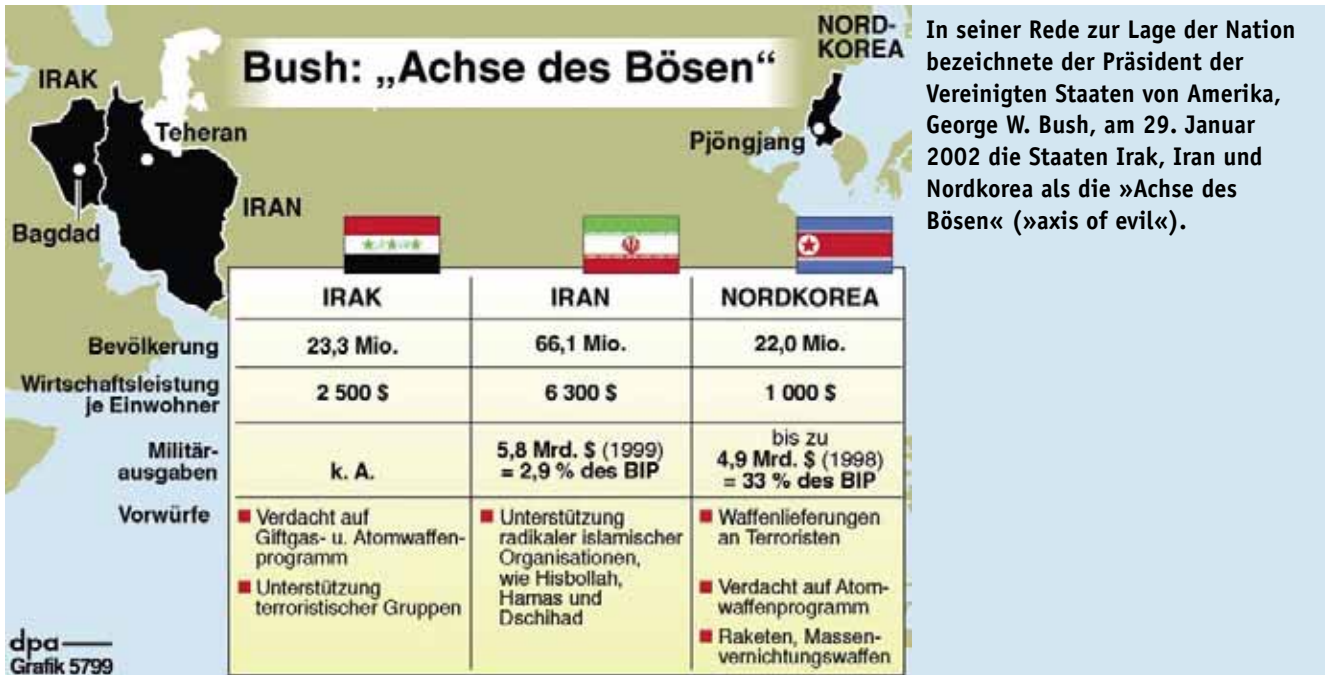 Bush: „Achse des Bösen“
IRAK
Teheran
Bagdad
IRAN
NORD-
KOREA
Pjöngjang
IRAK
IRAN
NORDKOREA
Bevölkerung
23,3 Mio.
66,1 Mio.
22,0 Mio.
Wirtschaftsleistung
je Einwohner
2 500 $
6 300 $
1 000 $
Militär-
ausgaben
k. A.
5,8 Mrd. $ (1999)
= 2,9 % des BIP
bis zu
4,9 Mrd. $ (1998)
= 33 % des BIP
Vorwürfe
Verdacht auf
Giftgas- u. Atomwaffen-
programm
Unterstützung
terroristischer Gruppen
Unterstützung
radikaler islamischer
Organisationen,
wie Hisbollah,
Hamas und
Dschihad
Waffenlieferungen
an Terroristen
Verdacht auf Atom-
waffenprogramm
Raketen, Massen-
vernichtungswaffen
dpa
Grafik 5799
In seiner Rede zur Lage der Nation
bezeichnete der Präsident der
Vereinigten Staaten von Amerika,
George W. Bush, am 29. Januar
2002 die Staaten Irak, Iran und
Nordkorea als die »Achse des
Bösen« (»axis of evil«).